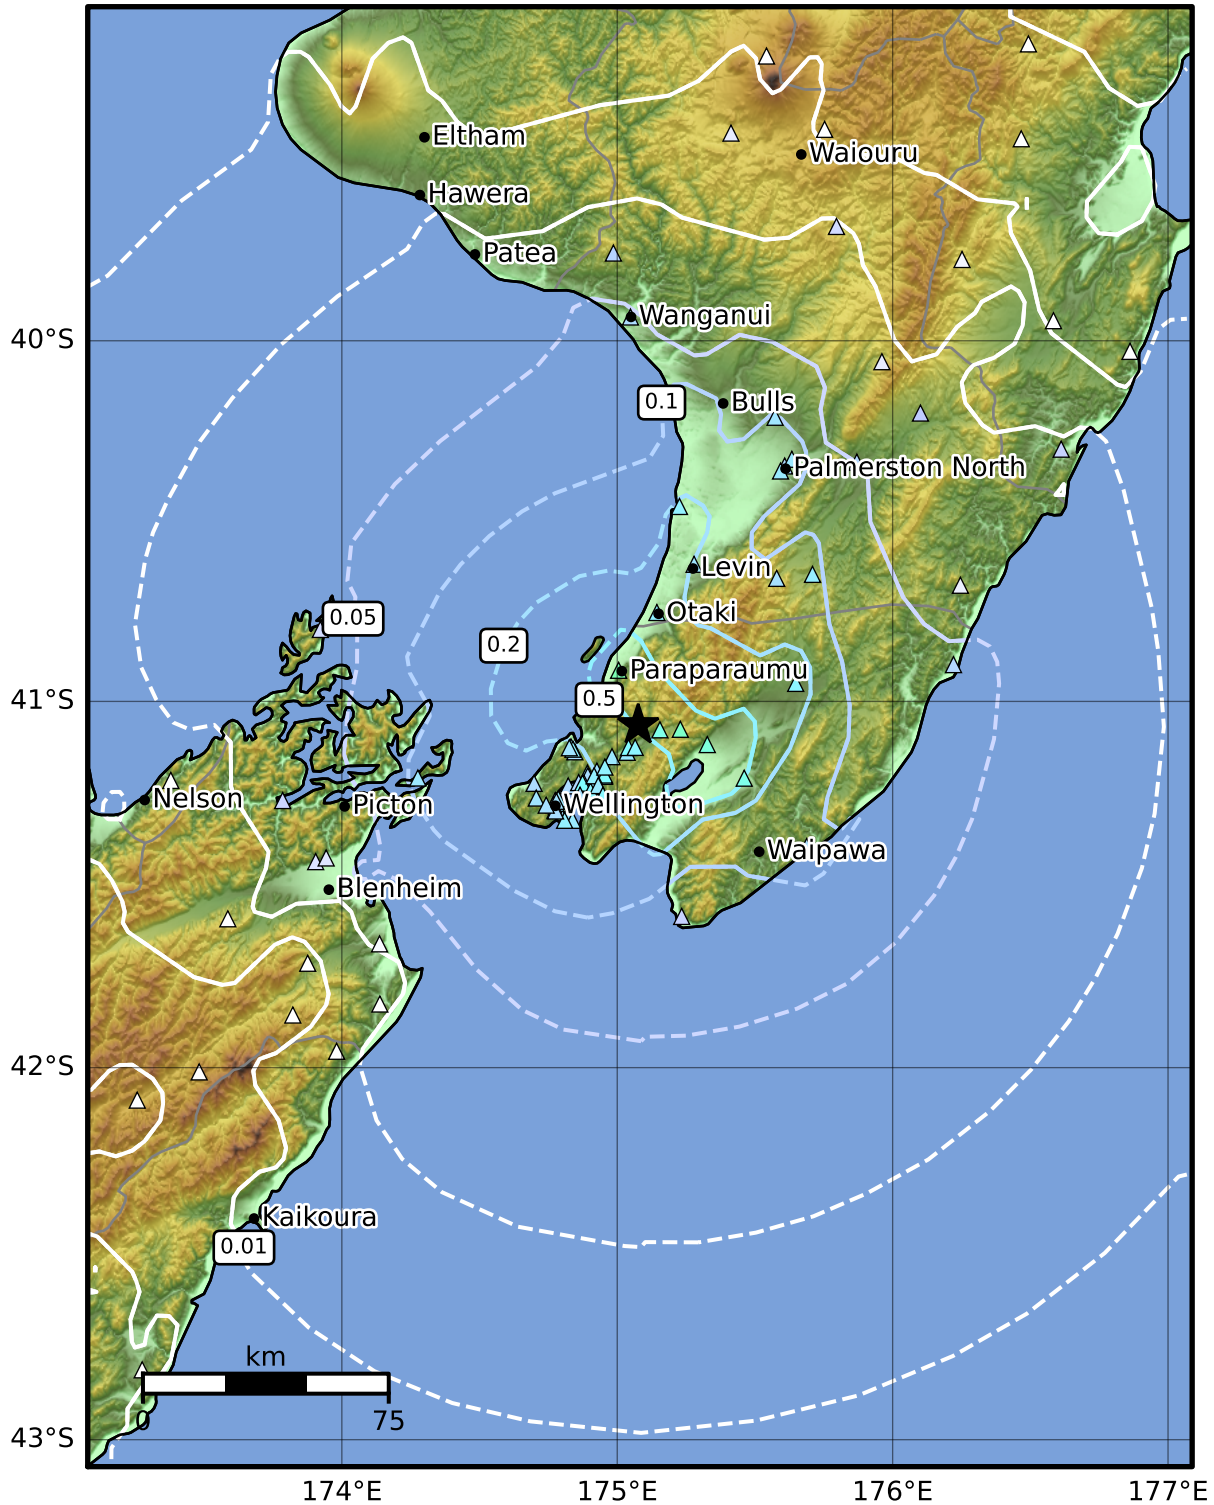 Eltham
Waiouru
Hawera
Patea
Wanganui
40°S
0.1
Bulls
Palmerston North
Levin
Otaki
0.05
0.2
Paraparaumu
41°S
0.5
Nelson
Picton
Wellington
Waipawa
Blenheim
42°S
Kaikoura
0.01
km
0
75
43°S
174°E
175°E
176°E
177°E